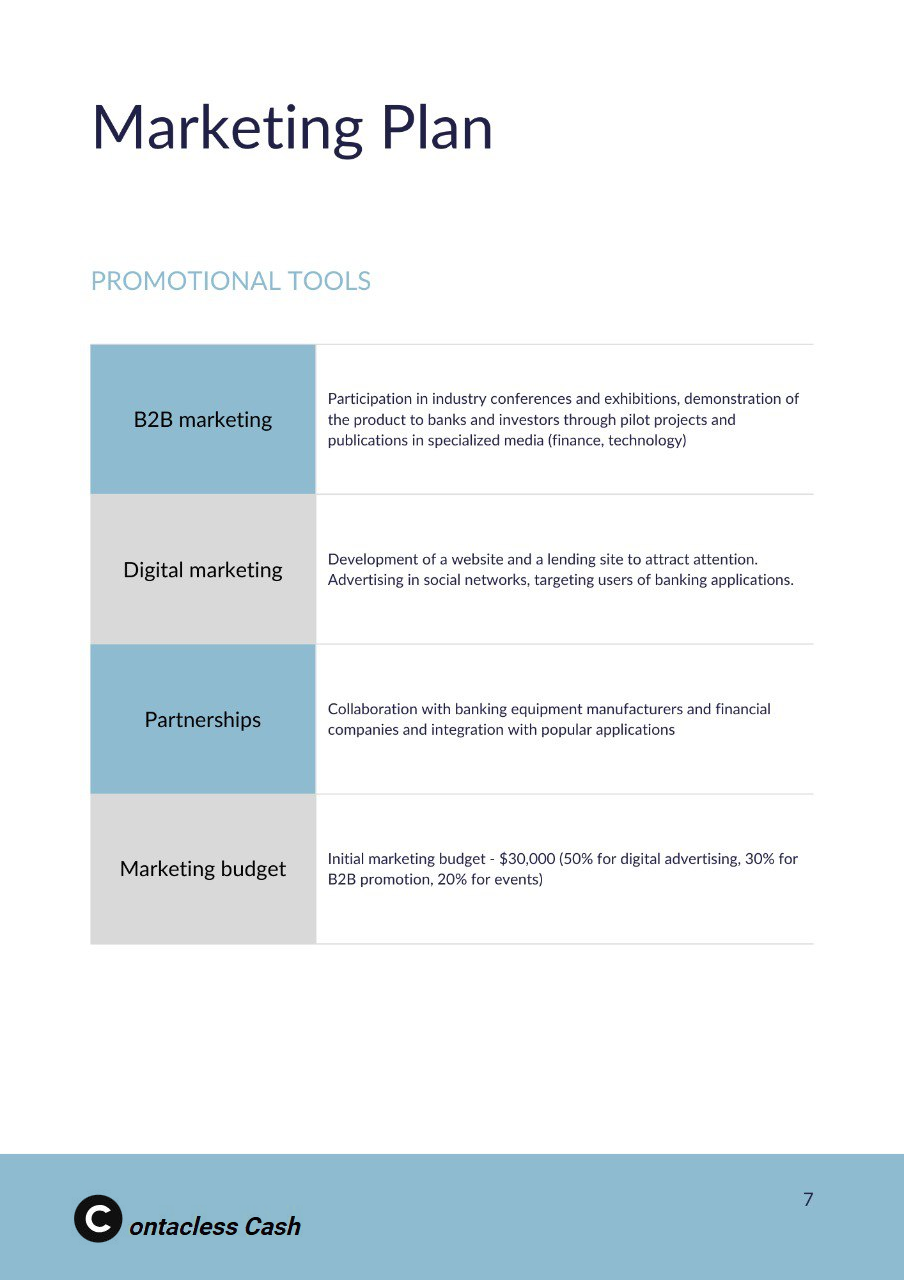 Marketing Plan
PROMOTIONAL TOOLS
B2B marketing
Participation in industry conferences and exhibitions, demonstration of
the product to banks and investors through pilot projects and
publications in specialized media (finance, technology)
Digital marketing
Development of a website and a lending site to attract attention.
Advertising in social networks, targeting users of banking applications.
Partnerships
Collaboration with banking equipment manufacturers and financial
companies and integration with popular applications
Marketing budget
Initial marketing budget - $30,000 (50% for digital advertising, 30% for
B2B promotion, 20% for events)
7
Contacless Cash